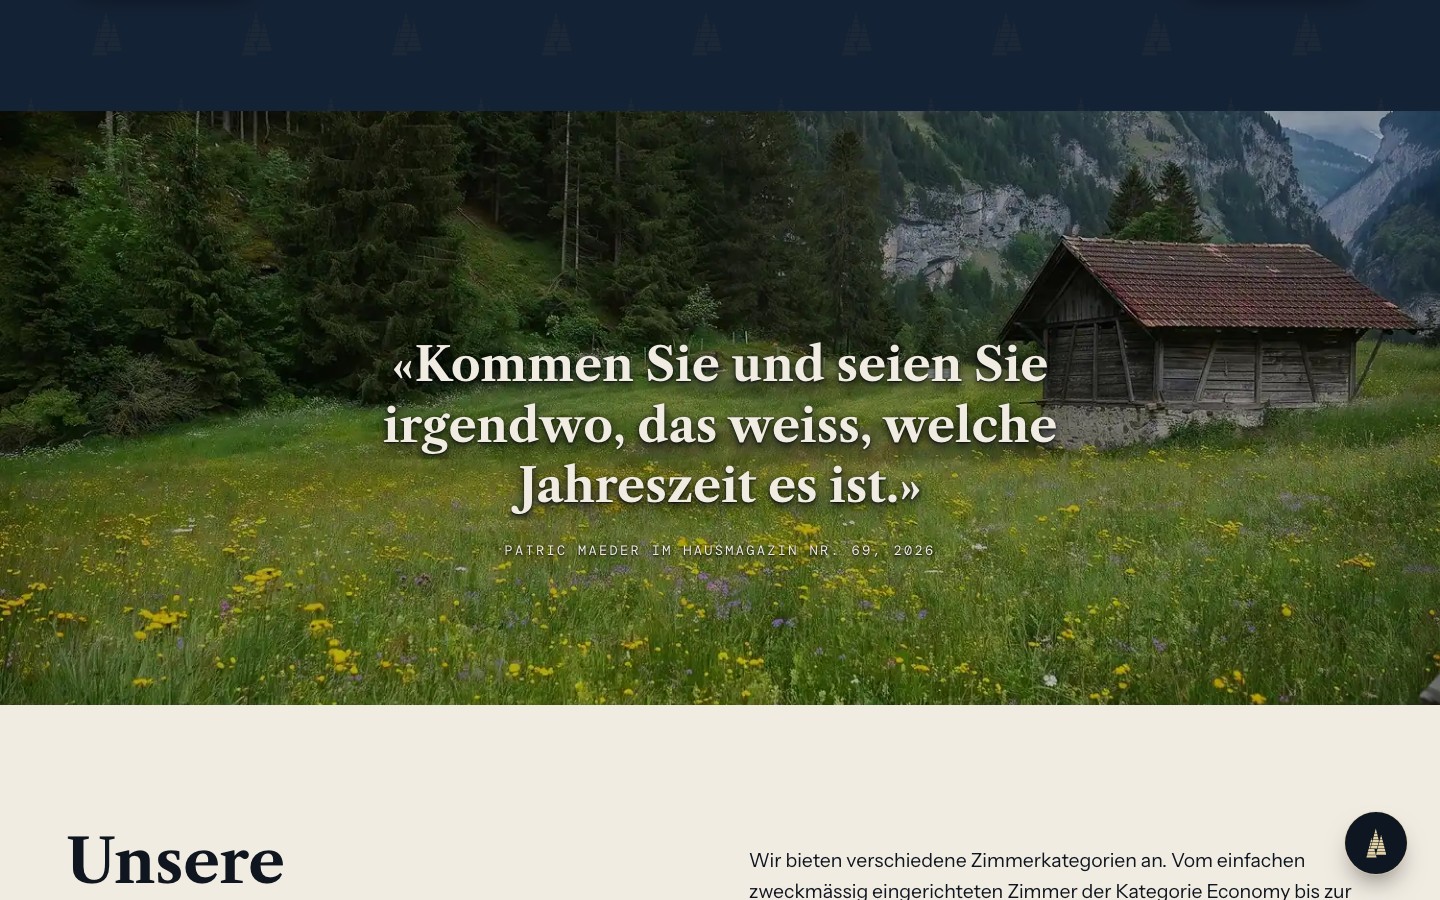 «Kommen Sie und seien Sie
irgendwo, das weiss, welche
Jahreszeit es ist.»
PATRIC MAEDER IM HAUSMAGAZIN NR. 69, 2026
Unsere
Wir bieten verschiedene Zimmerkategorien an. Vom einfachen
zweckmässig eingerichteten Zimmer der Kategorie Economy bis zur